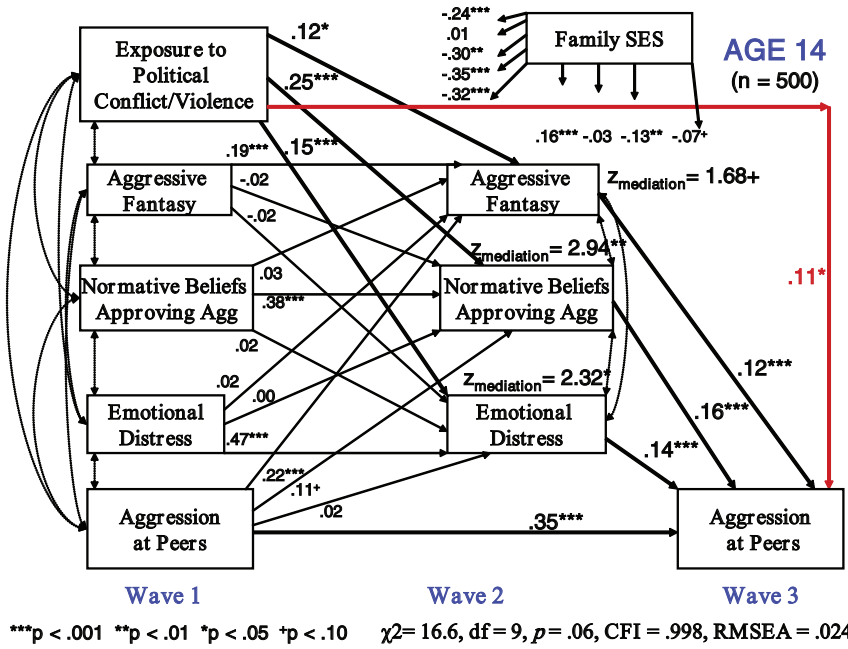 -.24***
.01
-.30**
-.35***
-.32***
Family SES
AGE 14
(n = 500)
.16*** -.03 -.13** -.07+
Exposure to
Political
Conflict/Violence
.12*
.25***
.15***
.11*
Aggressive
Fantasy
.19***
-.02
-.02
Aggressive
Fantasy
zmediation= 1.68+
Normative Beliefs
Approving Agg
.03
.38***
.02
zmediation= 2.94**
Normative Beliefs
Approving Agg
Emotional
Distress
.02
.00
.47***
zmediation= 2.32*
Emotional
Distress
.12***
.16***
.14***
Aggression
at Peers
.22***
.11+
.02
.35***
Aggression
at Peers
Wave 1
Wave 2
Wave 3
***p < .001 **p < .01 *p < .05 +p < .10
χ2= 16.6, df = 9, p = .06, CFI = .998, RMSEA = .024